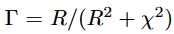 Γ = R/(R² + χ²)